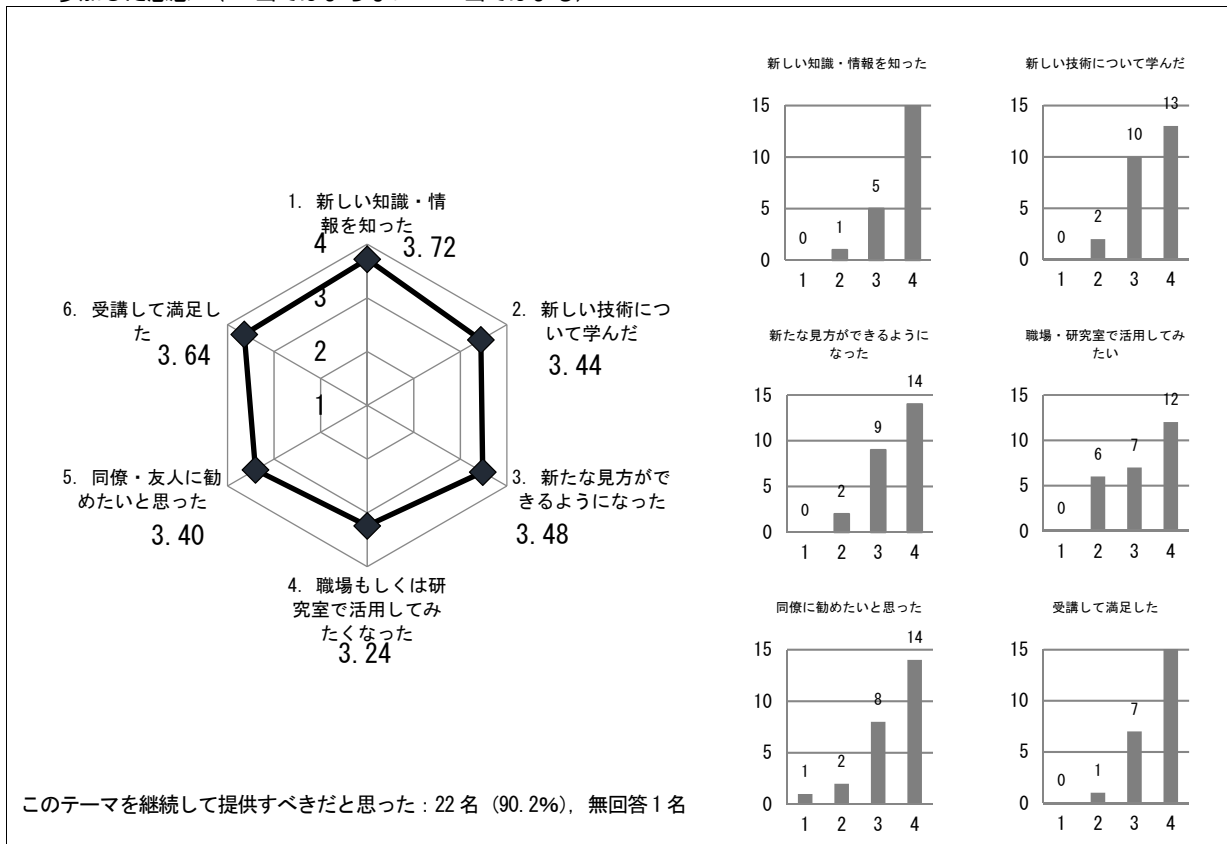 1. 新しい知識・情
報を知った
3.72
4
3
2
1
2. 新しい技術につ
いて学んだ
3.44
3. 新たな見方がで
きるようになった
3.48
4. 職場もしくは研
究室で活用してみ
たくなった
3.24
5. 同僚・友人に勧
めたいと思った
3.40
6. 受講して満足し
た
3.64
このテーマを継続して提供すべきだと思った：22名（90.2%），無回答1名
新しい知識・情報を知った
15
10
5
0
0
1
5
1 2 3 4
新しい技術について学んだ
15
10
5
0
0
2
10
13
1 2 3 4
新たな見方ができるように
なった
15
10
5
0
0
2
9
14
1 2 3 4
職場・研究室で活用してみ
たい
15
10
5
0
0
6
7
12
1 2 3 4
同僚に勧めたいと思った
15
10
5
0
1
2
8
14
1 2 3 4
受講して満足した
15
10
5
0
0
1
7
1 2 3 4